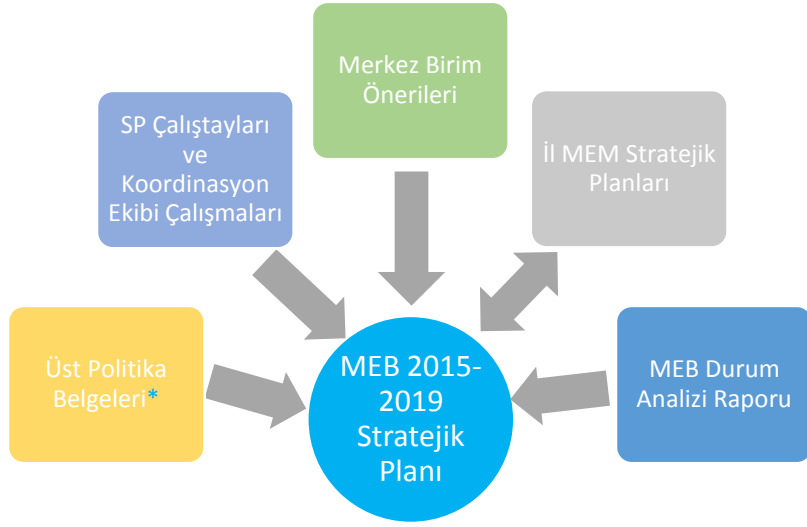 Merkez Birim
Önerileri
SP Çalıştayları
ve
Koordinasyon
Ekibi Çalışmaları
İl MEM Stratejik
Planları
Üst Politika
Belgeleri*
MEB 2015-
2019
Stratejik
Planı
MEB Durum
Analizi Raporu